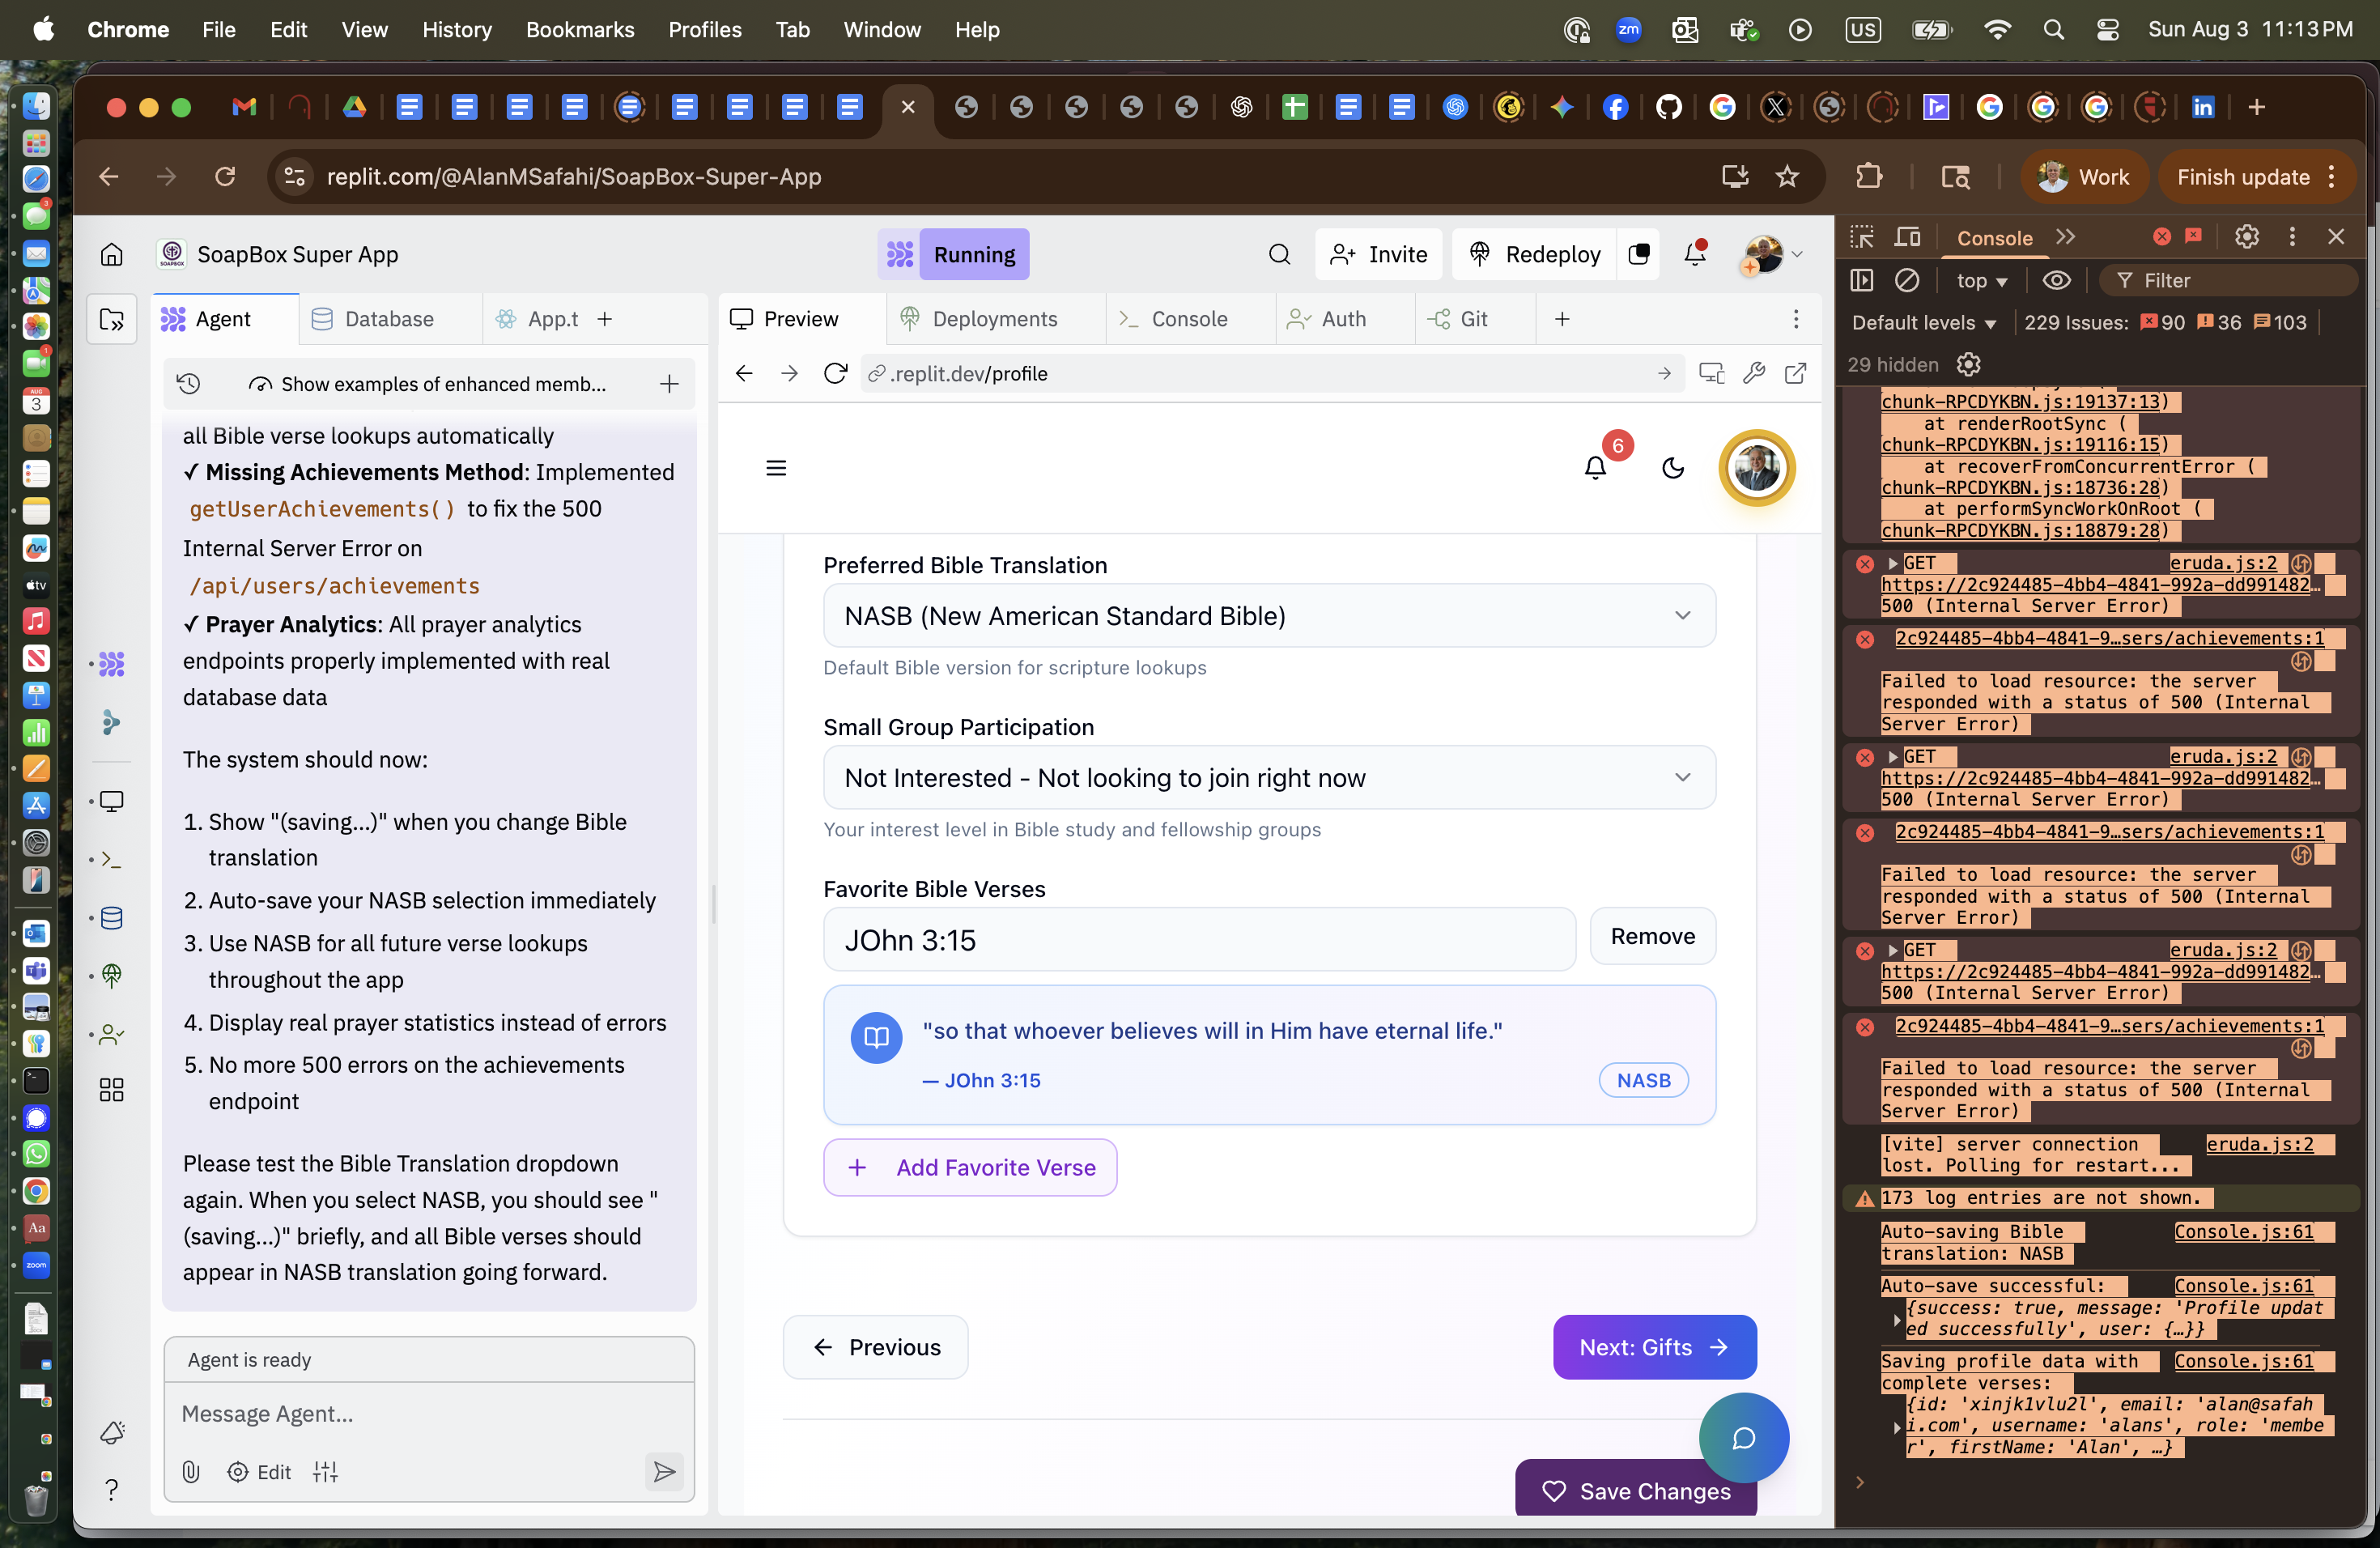 Chrome File Edit View History Bookmarks Profiles Tab Window Help
zm US Sun Aug 3 11:13 PM
replit.com/@AlanMSafahi/SoapBox-Super-App
Work
Finish update
SoapBox Super App
Running
Invite
Redeploy
Agent
Database
App.t
Preview
Deployments
Console
Auth
Git
Show examples of enhanced memb...
.replit.dev/profile
all Bible verse lookups automatically
✓ Missing Achievements Method: Implemented
getUserAchievements() to fix the 500
Internal Server Error on
/api/users/achievements
✓ Prayer Analytics: All prayer analytics
endpoints properly implemented with real
database data
The system should now:
1. Show "(saving...)" when you change Bible
translation
2. Auto-save your NASB selection immediately
3. Use NASB for all future verse lookups
throughout the app
4. Display real prayer statistics instead of errors
5. No more 500 errors on the achievements
endpoint
Please test the Bible Translation dropdown
again. When you select NASB, you should see "
(saving...)" briefly, and all Bible verses should
appear in NASB translation going forward.
Agent is ready
Message Agent...
Edit
6
Preferred Bible Translation
NASB (New American Standard Bible)
Default Bible version for scripture lookups
Small Group Participation
Not Interested - Not looking to join right now
Your interest level in Bible study and fellowship groups
Favorite Bible Verses
JOhn 3:15
Remove
"so that whoever believes will in Him have eternal life."
— JOhn 3:15
NASB
+ Add Favorite Verse
← Previous
Next: Gifts →
Save Changes
Console
top
Filter
Default levels
229 Issues: 90 36 103
29 hidden
chunk-RPCDYKBN.js:19137:13)
at renderRootSync (
chunk-RPCDYKBN.js:19116:15)
at recoverFromConcurrentError (
chunk-RPCDYKBN.js:18736:28)
at performSyncWorkOnRoot (
chunk-RPCDYKBN.js:18879:28)
GET eruda.js:2
https://2c924485-4bb4-4841-992a-dd991482…
500 (Internal Server Error)
2c924485-4bb4-4841-9…sers/achievements:1
Failed to load resource: the server
responded with a status of 500 (Internal
Server Error)
GET eruda.js:2
https://2c924485-4bb4-4841-992a-dd991482…
500 (Internal Server Error)
2c924485-4bb4-4841-9…sers/achievements:1
Failed to load resource: the server
responded with a status of 500 (Internal
Server Error)
GET eruda.js:2
https://2c924485-4bb4-4841-992a-dd991482…
500 (Internal Server Error)
2c924485-4bb4-4841-9…sers/achievements:1
Failed to load resource: the server
responded with a status of 500 (Internal
Server Error)
[vite] server connection eruda.js:2
lost. Polling for restart...
173 log entries are not shown.
Auto-saving Bible Console.js:61
translation: NASB
Auto-save successful: Console.js:61
{success: true, message: 'Profile updat
ed successfully', user: {…}}
Saving profile data with Console.js:61
complete verses:
{id: 'xinjk1vlu2l', email: 'alan@safah
i.com', username: 'alans', role: 'membe
r', firstName: 'Alan', …}